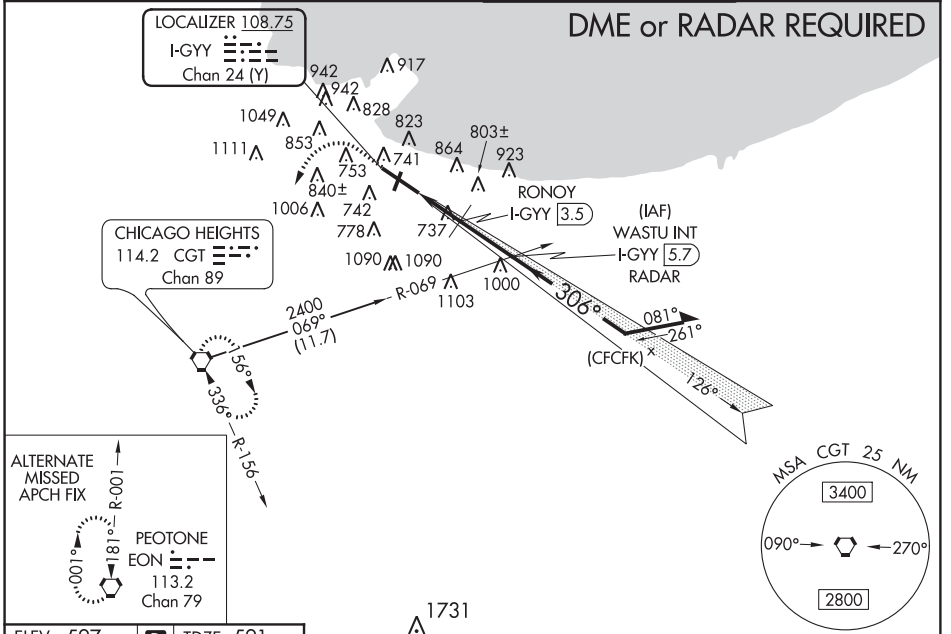 DME or RADAR REQUIRED
LOCALIZER 108.75
I-GYY
Chan 24 (Y)
942
942
917
828
1049
853
823
803±
1111
753
741
864
923
840±
742
1006
778
737
RONOY
I-GYY 3.5
(IAF)
WASTU INT
I-GYY 5.7
RADAR
CHICAGO HEIGHTS
114.2 CGT
Chan 89
1090
1090
1103
1000
R-069
2400
069°
(11.7)
306°
081°
261°
(CFCFK)
x
126°
156°
336°
R-156
ALTERNATE
MISSED
APCH FIX
R-001
181°
001°
PEOTONE
EON
113.2
Chan 79
MSA CGT 25 NM
3400
090°
270°
2800
1731